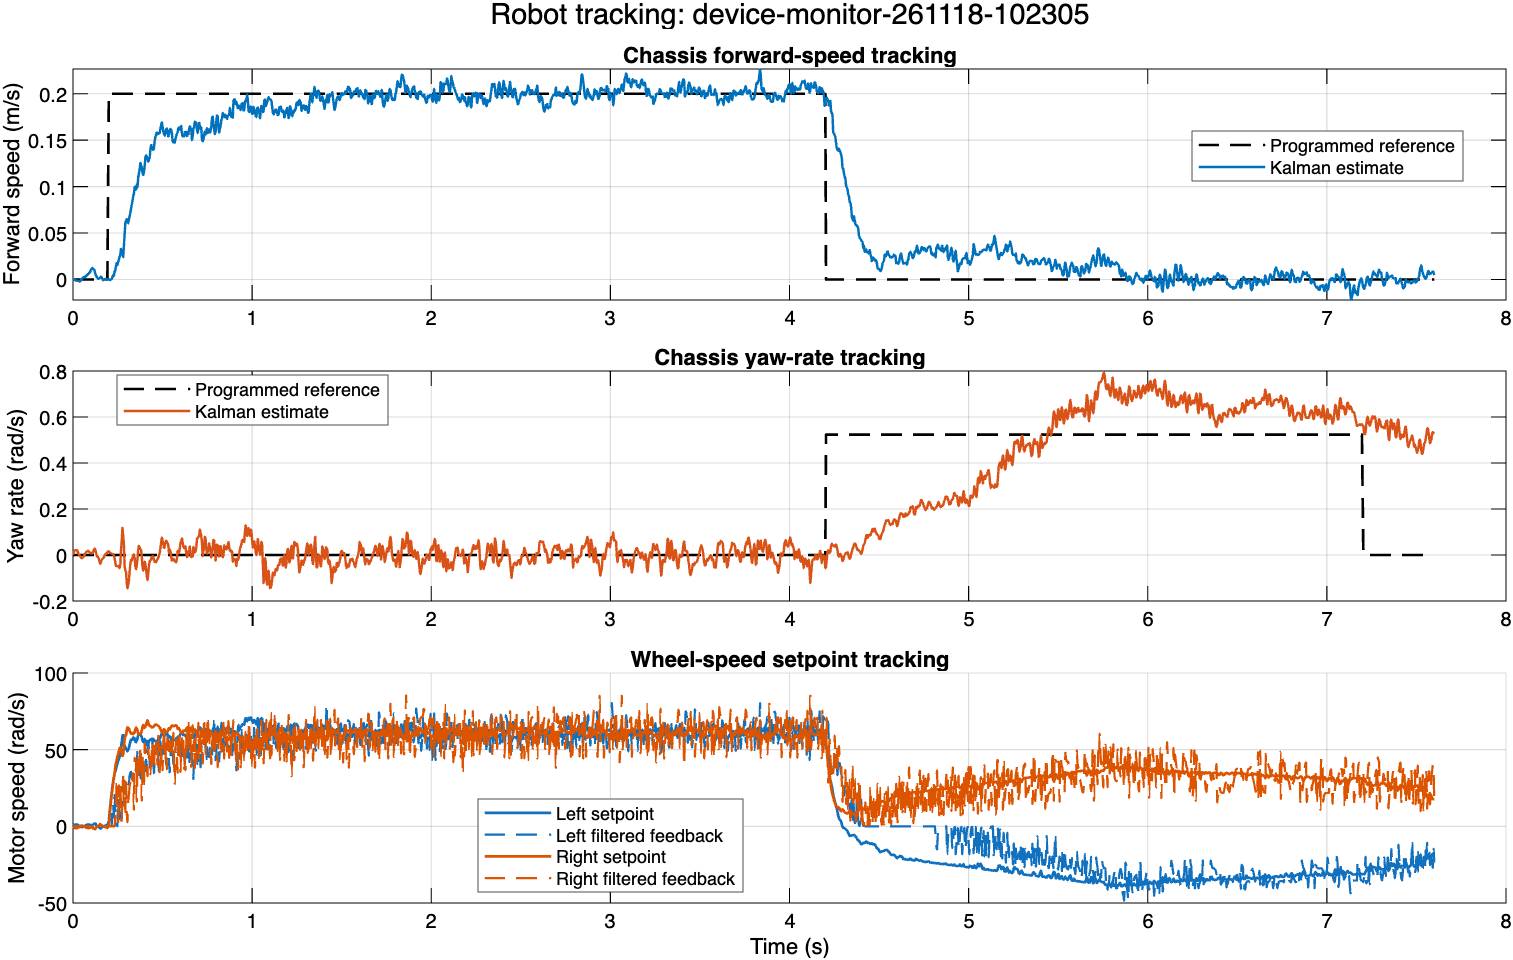 Robot tracking: device-monitor-261118-102305
Chassis forward-speed tracking
Forward speed (m/s)
0.2
0.15
0.1
0.05
0
Programmed reference
Kalman estimate
0 1 2 3 4 5 6 7 8
Chassis yaw-rate tracking
Yaw rate (rad/s)
0.8
0.6
0.4
0.2
0
-0.2
Programmed reference
Kalman estimate
0 1 2 3 4 5 6 7 8
Wheel-speed setpoint tracking
Motor speed (rad/s)
100
50
0
-50
Left setpoint
Left filtered feedback
Right setpoint
Right filtered feedback
0 1 2 3 4 5 6 7 8
Time (s)